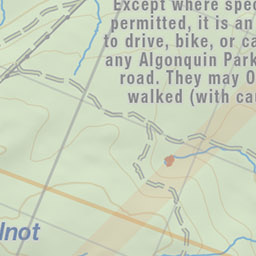 Except where spec
permitted, it is an
to drive, bike, or ca
any Algonquin Park
road. They may O
walked (with cau
lnot